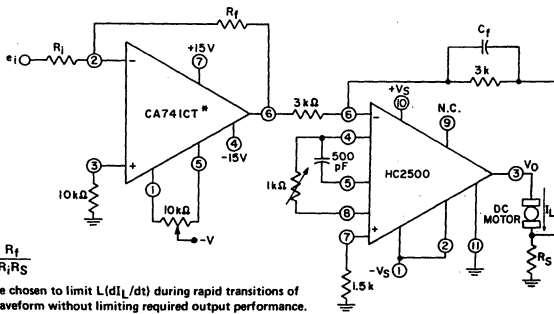 Rf
Cf
ei
Ri
2
+15V
7
3k
+VS
10
N.C.
9
CA741CT*
6
3kΩ
6
4
-15V
4
500
pF
HC2500
3
VO
3
1
5
5
1kΩ
DC
MOTOR
IL
10kΩ
10kΩ
8
-V
7
2
11
RS
-VS
1
1.5k
Rf
RiRS
e chosen to limit L(dIL/dt) during rapid transitions of
aveform without limiting required output performance.